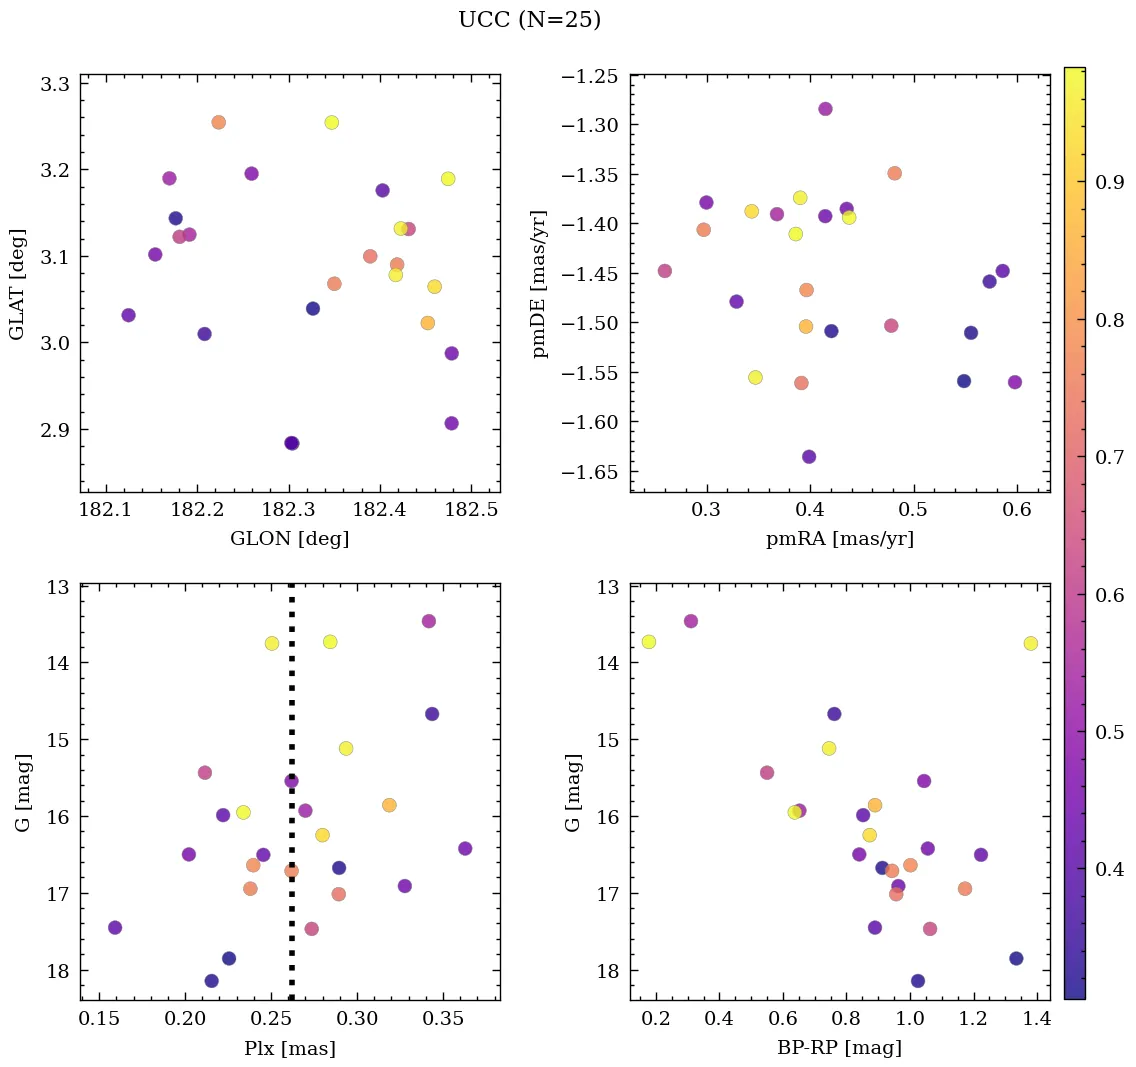 UCC (N=25)
3.3
3.2
3.1
3.0
2.9
GLAT [deg]
182.1 182.2 182.3 182.4 182.5
GLON [deg]
−1.25
−1.30
−1.35
−1.40
−1.45
−1.50
−1.55
−1.60
−1.65
pmDE [mas/yr]
0.3 0.4 0.5 0.6
pmRA [mas/yr]
13
14
15
16
17
18
G [mag]
0.15 0.20 0.25 0.30 0.35
Plx [mas]
13
14
15
16
17
18
G [mag]
0.2 0.4 0.6 0.8 1.0 1.2 1.4
BP-RP [mag]
0.9
0.8
0.7
0.6
0.5
0.4